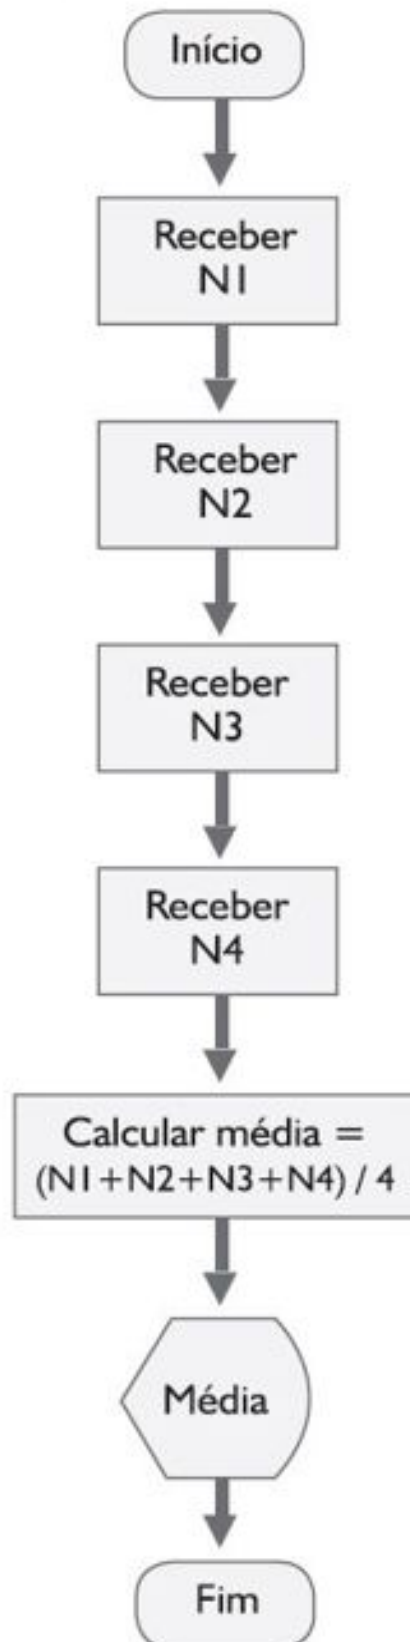 Início
Receber
N1
Receber
N2
Receber
N3
Receber
N4
Calcular média =
(N1+N2+N3+N4) / 4
Média
Fim